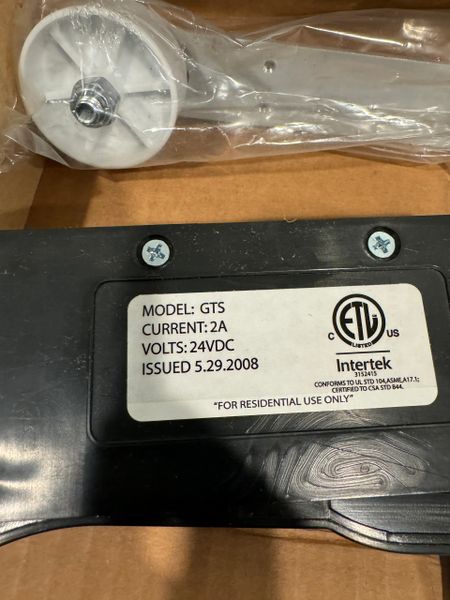 MODEL: GTS
CURRENT: 2A
VOLTS: 24VDC
ISSUED 5.29.2008
C ETL US
LISTED
Intertek
3152415
CONFORMS TO UL STD 104,ASME,A17.1;
CERTIFIED TO CSA STD B44.
"FOR RESIDENTIAL USE ONLY"